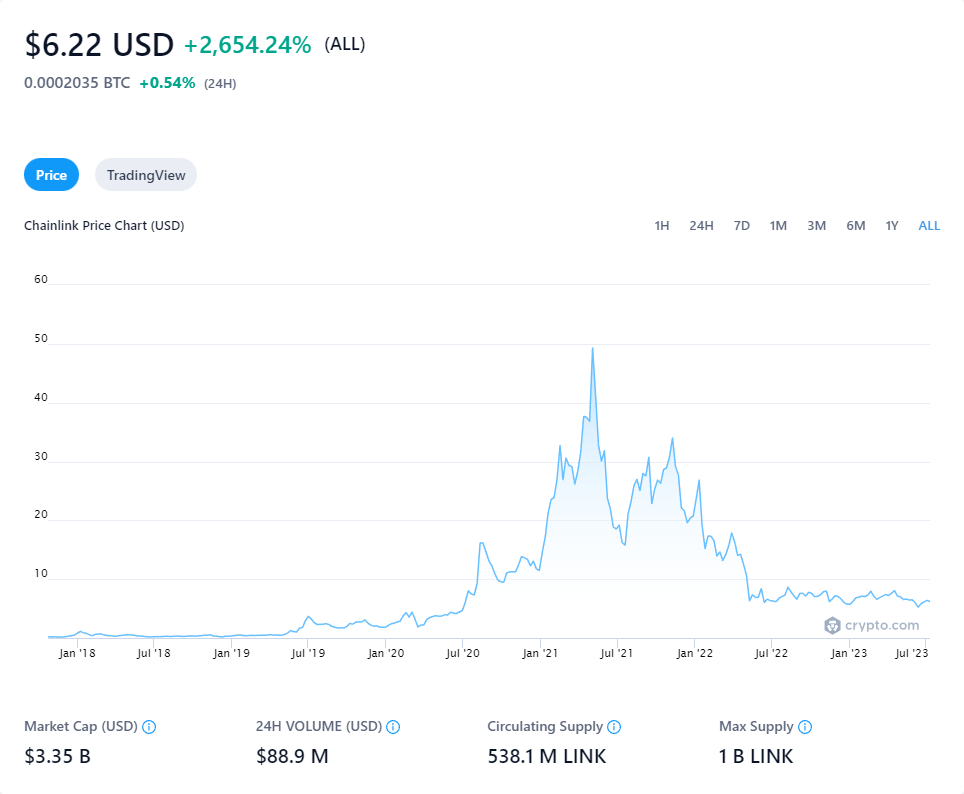 $6.22 USD +2,654.24% (ALL)
0.0002035 BTC +0.54% (24H)
Price TradingView
Chainlink Price Chart (USD) 1H 24H 7D 1M 3M 6M 1Y ALL
60
50
40
30
20
10
crypto.com
Jan '18 Jul '18 Jan '19 Jul '19 Jan '20 Jul '20 Jan '21 Jul '21 Jan '22 Jul '22 Jan '23 Jul '23
Market Cap (USD) 24H VOLUME (USD) Circulating Supply Max Supply
$3.35 B $88.9 M 538.1 M LINK 1 B LINK